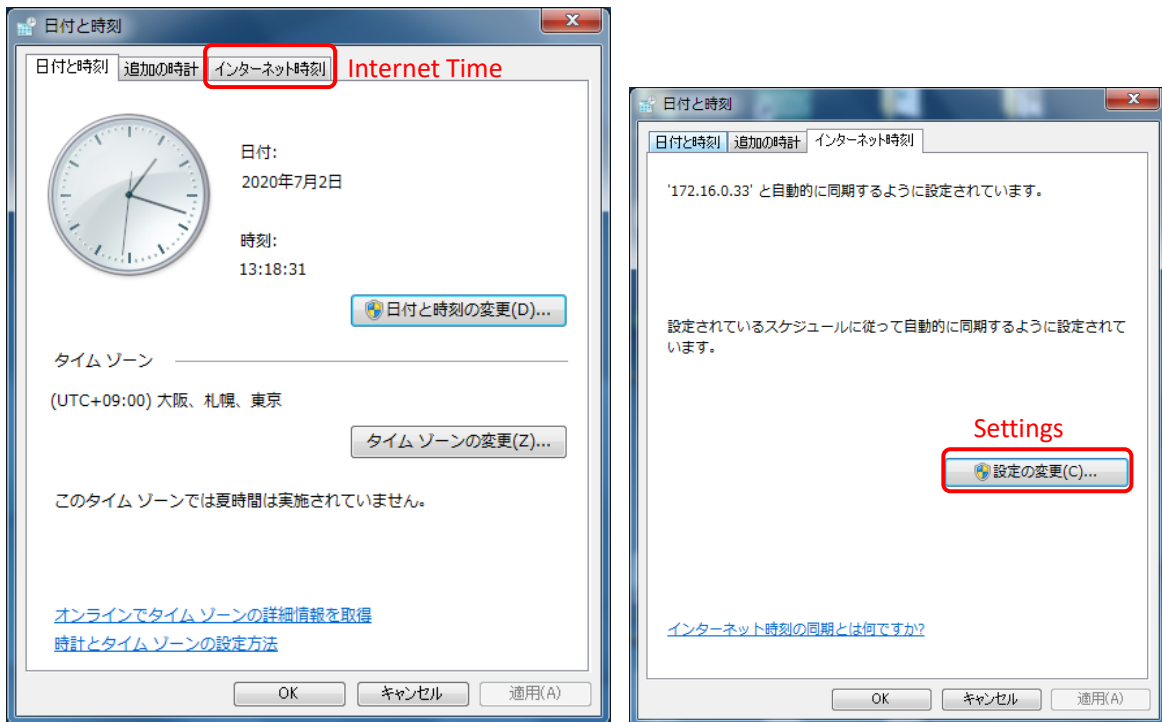 日付と時刻
日付と時刻 追加の時計 インターネット時刻 Internet Time
日付:
2020年7月2日
時刻:
13:18:31
日付と時刻の変更(D)...
タイム ゾーン
(UTC+09:00) 大阪、札幌、東京
タイム ゾーンの変更(Z)...
このタイム ゾーンでは夏時間は実施されていません。
オンラインでタイム ゾーンの詳細情報を取得
時計とタイム ゾーンの設定方法
OK キャンセル 適用(A)
日付と時刻
日付と時刻 追加の時計 インターネット時刻
'172.16.0.33' と自動的に同期するように設定されています。
設定されているスケジュールに従って自動的に同期するように設定されて
います。
Settings
設定の変更(C)...
インターネット時刻の同期とは何ですか?
OK キャンセル 適用(A)